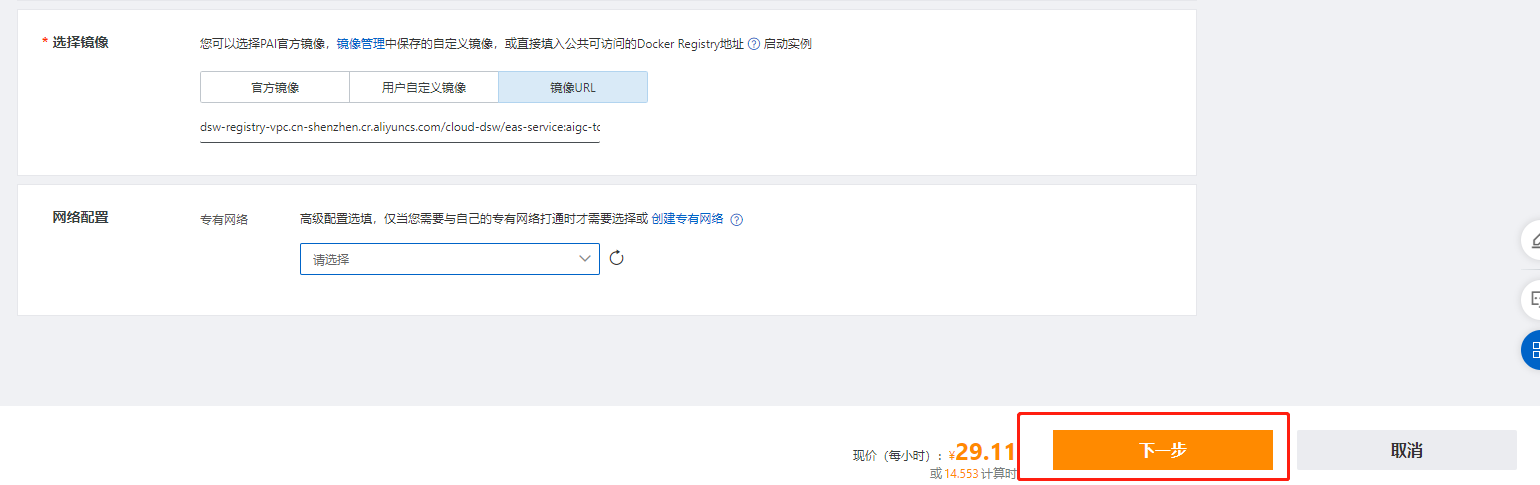 * 选择镜像
您可以选择PAI官方镜像，镜像管理中保存的自定义镜像，或直接填入公共可访问的Docker Registry地址 ? 启动实例
官方镜像 用户自定义镜像 镜像URL
dsw-registry-vpc.cn-shenzhen.cr.aliyuncs.com/cloud-dsw/eas-service:aigc-tc
网络配置 专有网络 高级配置选填，仅当您需要与自己的专有网络打通时才需要选择或 创建专有网络 ?
请选择
现价（每小时）：¥29.11
或 14.553 计算时
下一步 取消